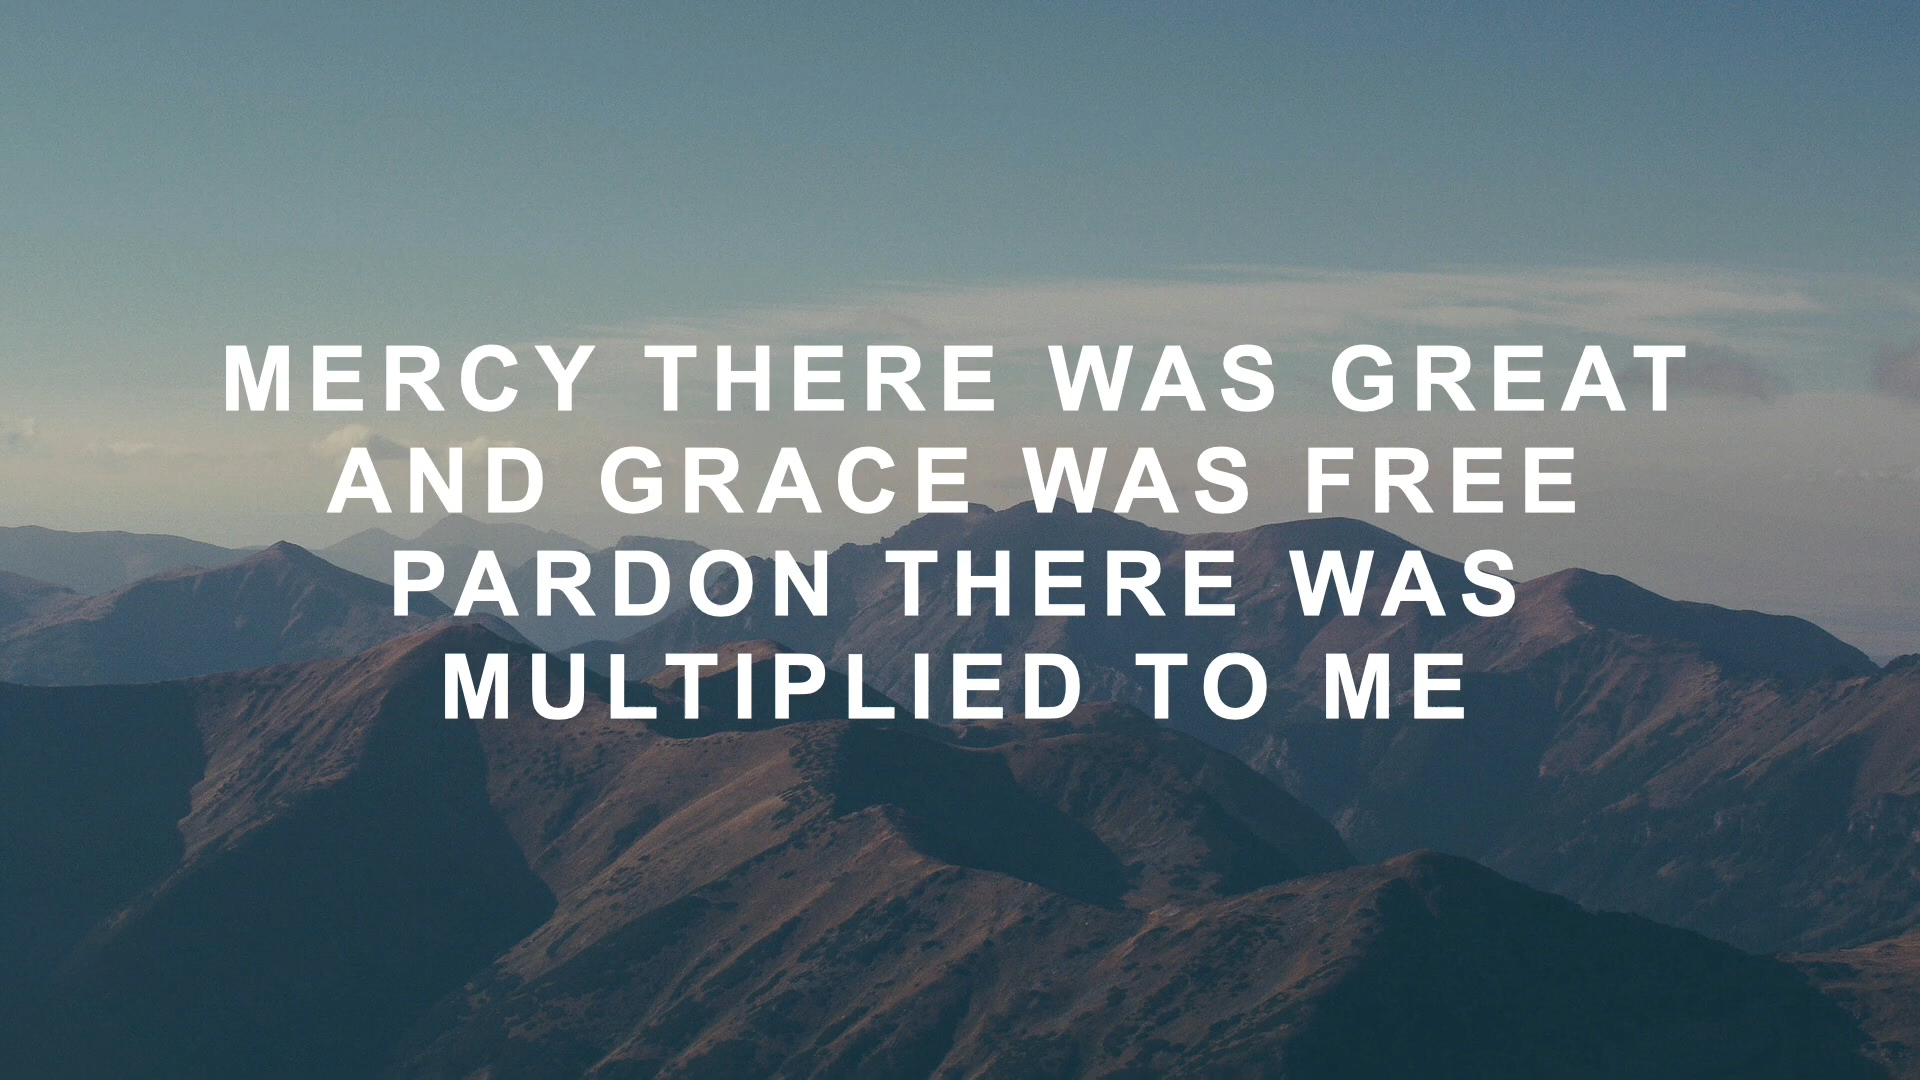 MERCY THERE WAS GREAT
AND GRACE WAS FREE
PARDON THERE WAS
MULTIPLIED TO ME